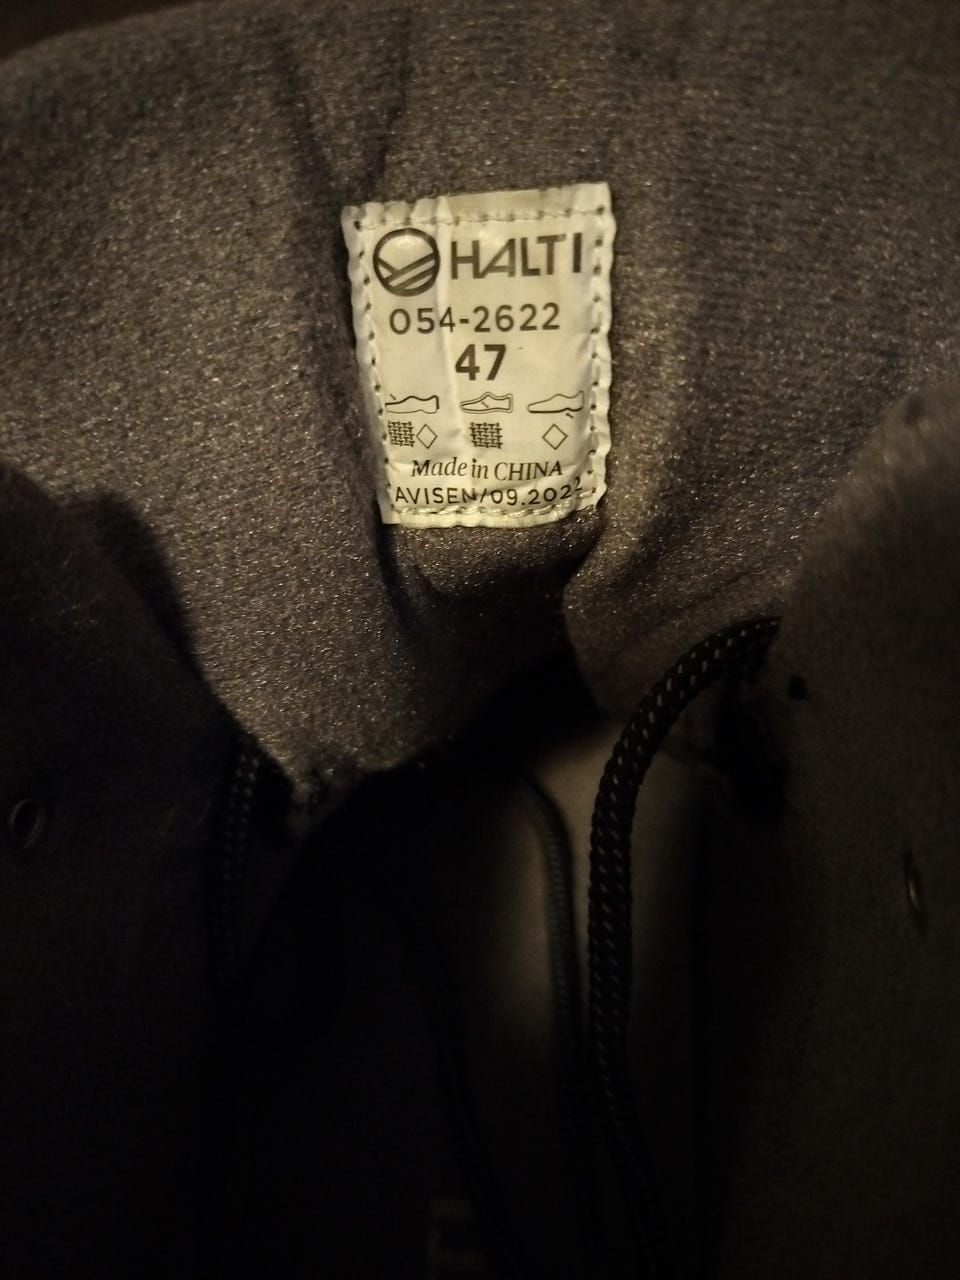 HALTI
054-2622
47
Made in CHINA
AVISEN/09.2022